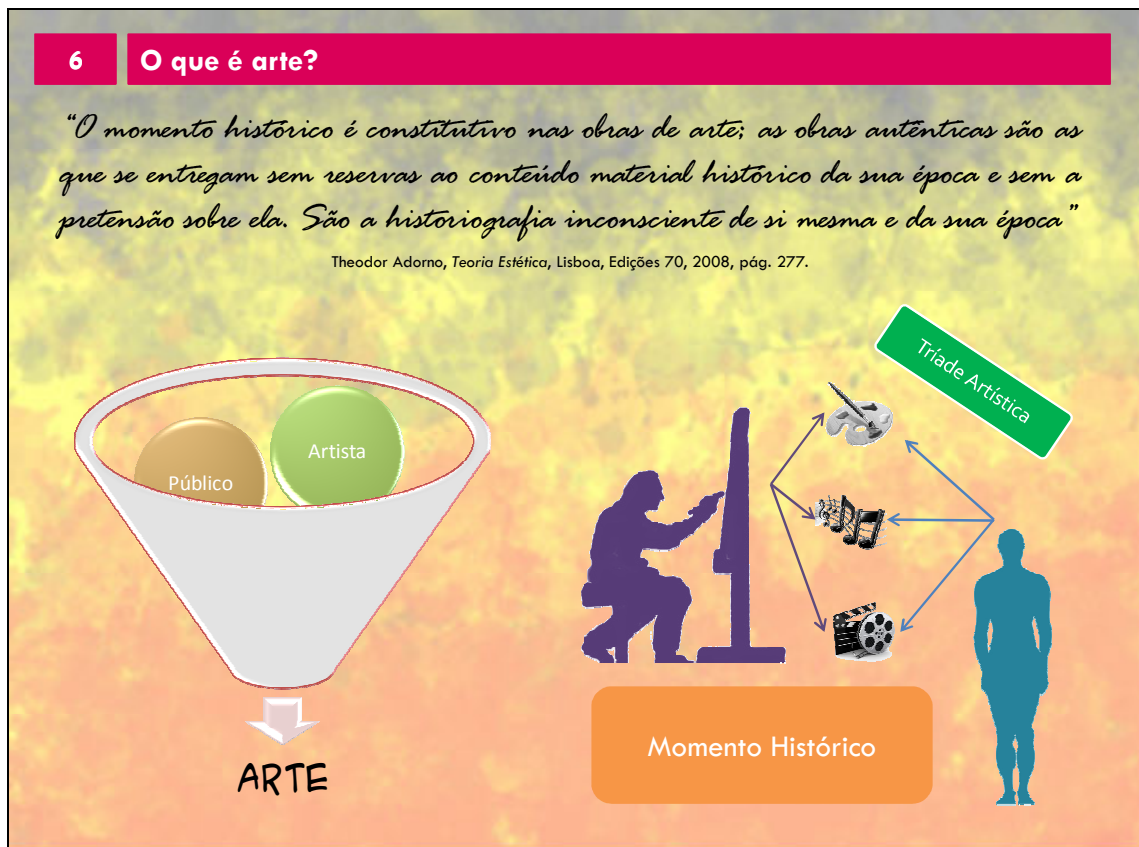 6 O que é arte?
“O momento histórico é constitutivo nas obras de arte; as obras autênticas são as
que se entregam sem reservas ao conteúdo material histórico da sua época e sem a
pretensão sobre ela. São a historiografia inconsciente de si mesma e da sua época”
Theodor Adorno, Teoria Estética, Lisboa, Edições 70, 2008, pág. 277.
Público
Artista
ARTE
Tríade Artística
Momento Histórico